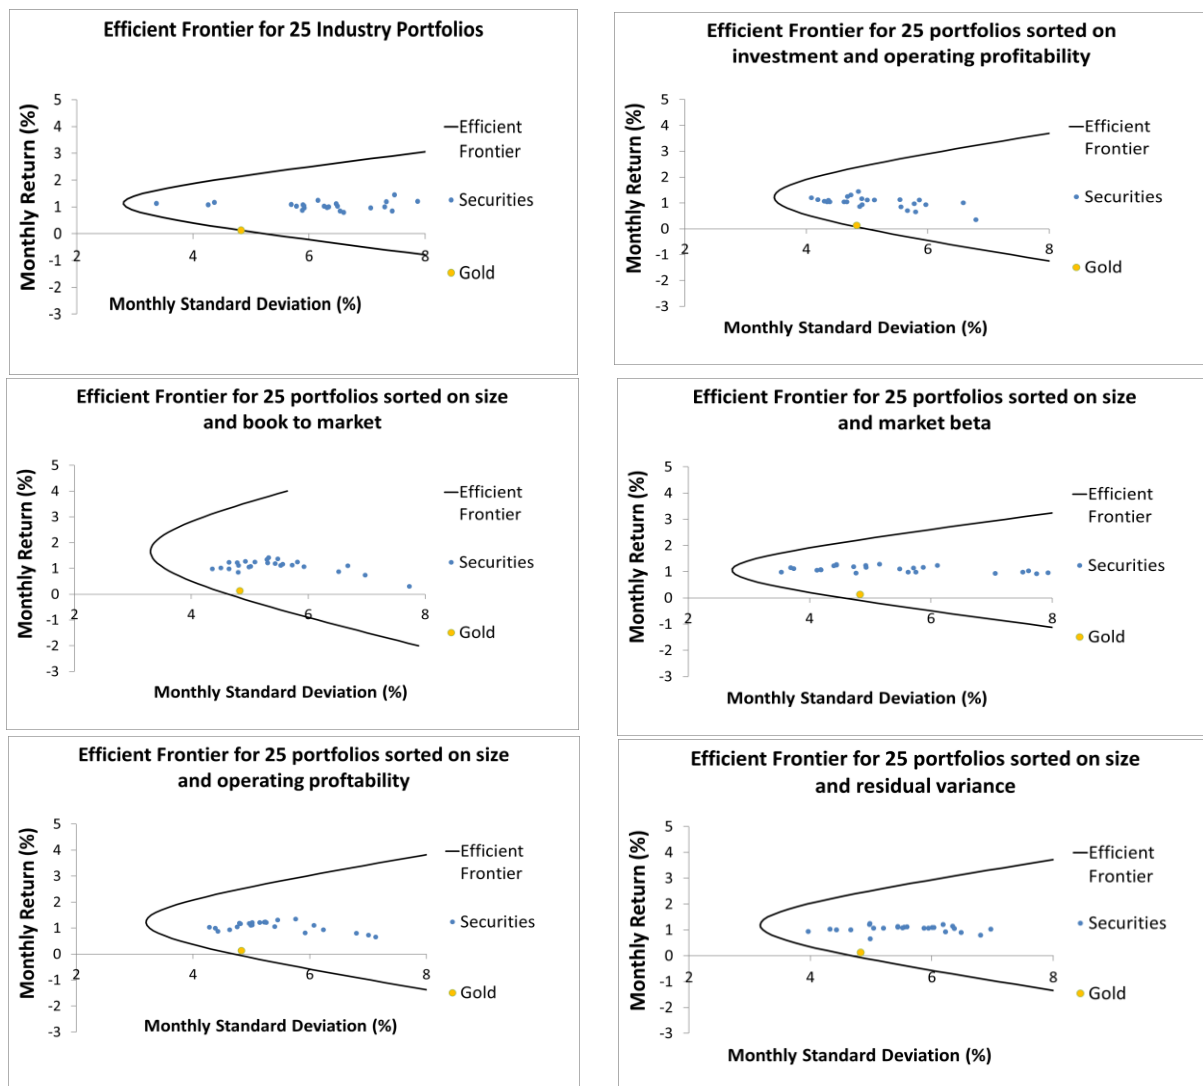 Efficient Frontier for 25 Industry Portfolios
5
4
3
2
1
0
-1
-2
-3
2
4
6
8
Monthly Return (%)
Monthly Standard Deviation (%)
Efficient
Frontier
Securities
Gold
Efficient Frontier for 25 portfolios sorted on
investment and operating profitability
5
4
3
2
1
0
-1
-2
-3
2
4
6
8
Monthly Return (%)
Monthly Standard Deviation (%)
Efficient
Frontier
Securities
Gold
Efficient Frontier for 25 portfolios sorted on size
and book to market
5
4
3
2
1
0
-1
-2
-3
2
4
6
8
Monthly Return (%)
Monthly Standard Deviation (%)
Efficient
Frontier
Securities
Gold
Efficient Frontier for 25 portfolios sorted on size
and market beta
5
4
3
2
1
0
-1
-2
-3
2
4
6
8
Monthly Return (%)
Monthly Standard Deviation (%)
Efficient
Frontier
Securities
Gold
Efficient Frontier for 25 portfolios sorted on size
and operating proftability
5
4
3
2
1
0
-1
-2
-3
2
4
6
8
Monthly Return (%)
Monthly Standard Deviation (%)
Efficient
Frontier
Securities
Gold
Efficient Frontier for 25 portfolios sorted on size
and residual variance
5
4
3
2
1
0
-1
-2
-3
2
4
6
8
Monthly Return (%)
Monthly Standard Deviation (%)
Efficient
Frontier
Securities
Gold